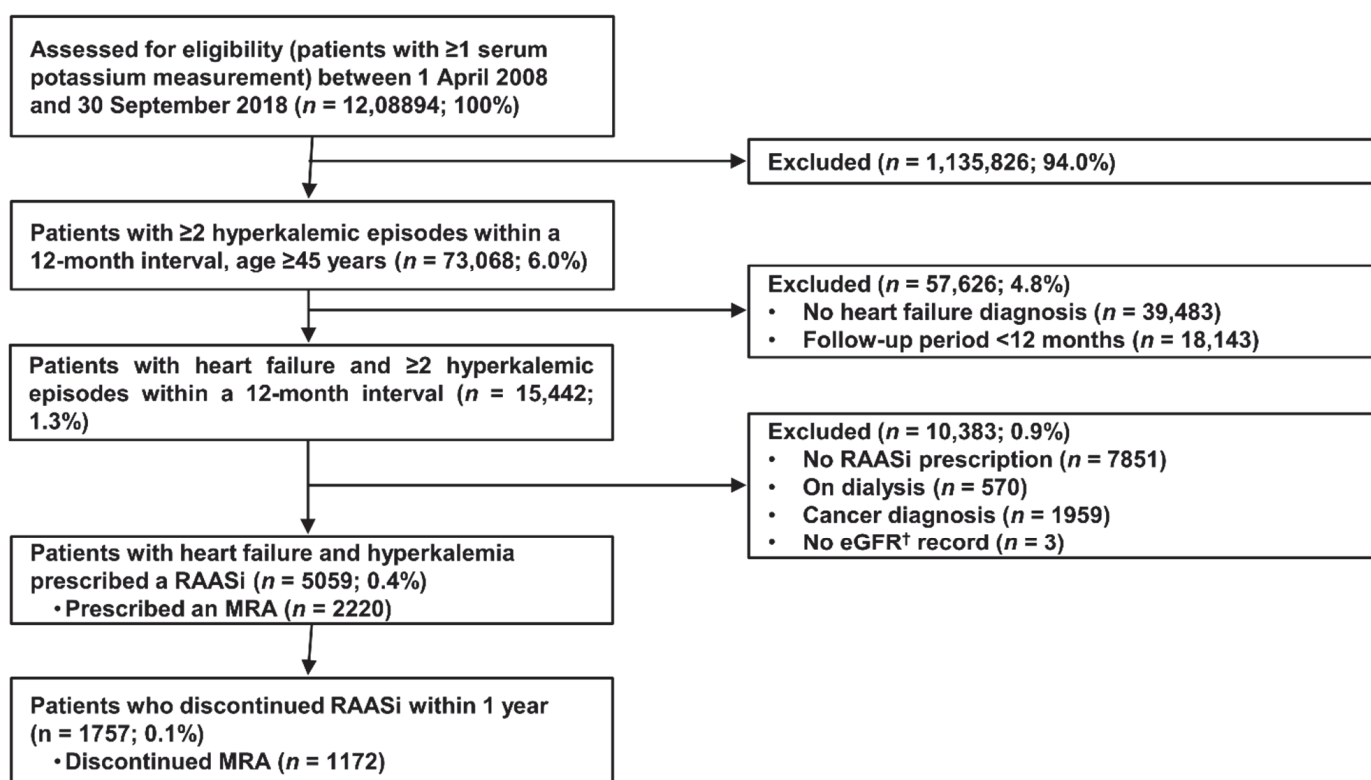 Assessed for eligibility (patients with ≥1 serum
potassium measurement) between 1 April 2008
and 30 September 2018 (n = 12,08894; 100%)
Excluded (n = 1,135,826; 94.0%)
Patients with ≥2 hyperkalemic episodes within a
12-month interval, age ≥45 years (n = 73,068; 6.0%)
Excluded (n = 57,626; 4.8%)
• No heart failure diagnosis (n = 39,483)
• Follow-up period <12 months (n = 18,143)
Patients with heart failure and ≥2 hyperkalemic
episodes within a 12-month interval (n = 15,442;
1.3%)
Excluded (n = 10,383; 0.9%)
• No RAASi prescription (n = 7851)
• On dialysis (n = 570)
• Cancer diagnosis (n = 1959)
• No eGFR† record (n = 3)
Patients with heart failure and hyperkalemia
prescribed a RAASi (n = 5059; 0.4%)
• Prescribed an MRA (n = 2220)
Patients who discontinued RAASi within 1 year
(n = 1757; 0.1%)
• Discontinued MRA (n = 1172)